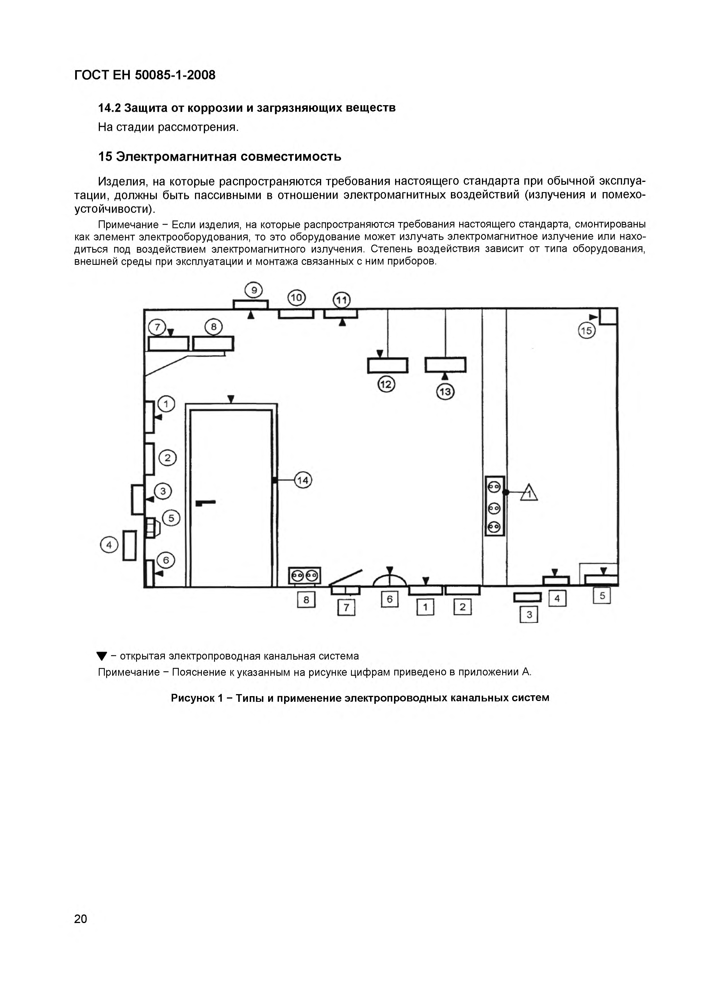 ГОСТ ЕН 50085-1-2008
14.2 Защита от коррозии и загрязняющих веществ
На стадии рассмотрения.
15 Электромагнитная совместимость
Изделия, на которые распространяются требования настоящего стандарта при обычной эксплуа-
тации, должны быть пассивными в отношении электромагнитных воздействий (излучения и помехо-
устойчивости).
Примечание − Если изделия, на которые распространяются требования настоящего стандарта, смонтированы
как элемент электрооборудования, то это оборудование может излучать электромагнитное излучение или нахо-
диться под воздействием электромагнитного излучения. Степень воздействия зависит от типа оборудования,
внешней среды при эксплуатации и монтажа связанных с ним приборов.
9
10
11
7
8
15
12
13
1
2
14
3
1
5
4
6
8
7
6
1
2
3
4
5
▼ − открытая электропроводная канальная система
Примечание − Пояснение к указанным на рисунке цифрам приведено в приложении А.
Рисунок 1 − Типы и применение электропроводных канальных систем
20